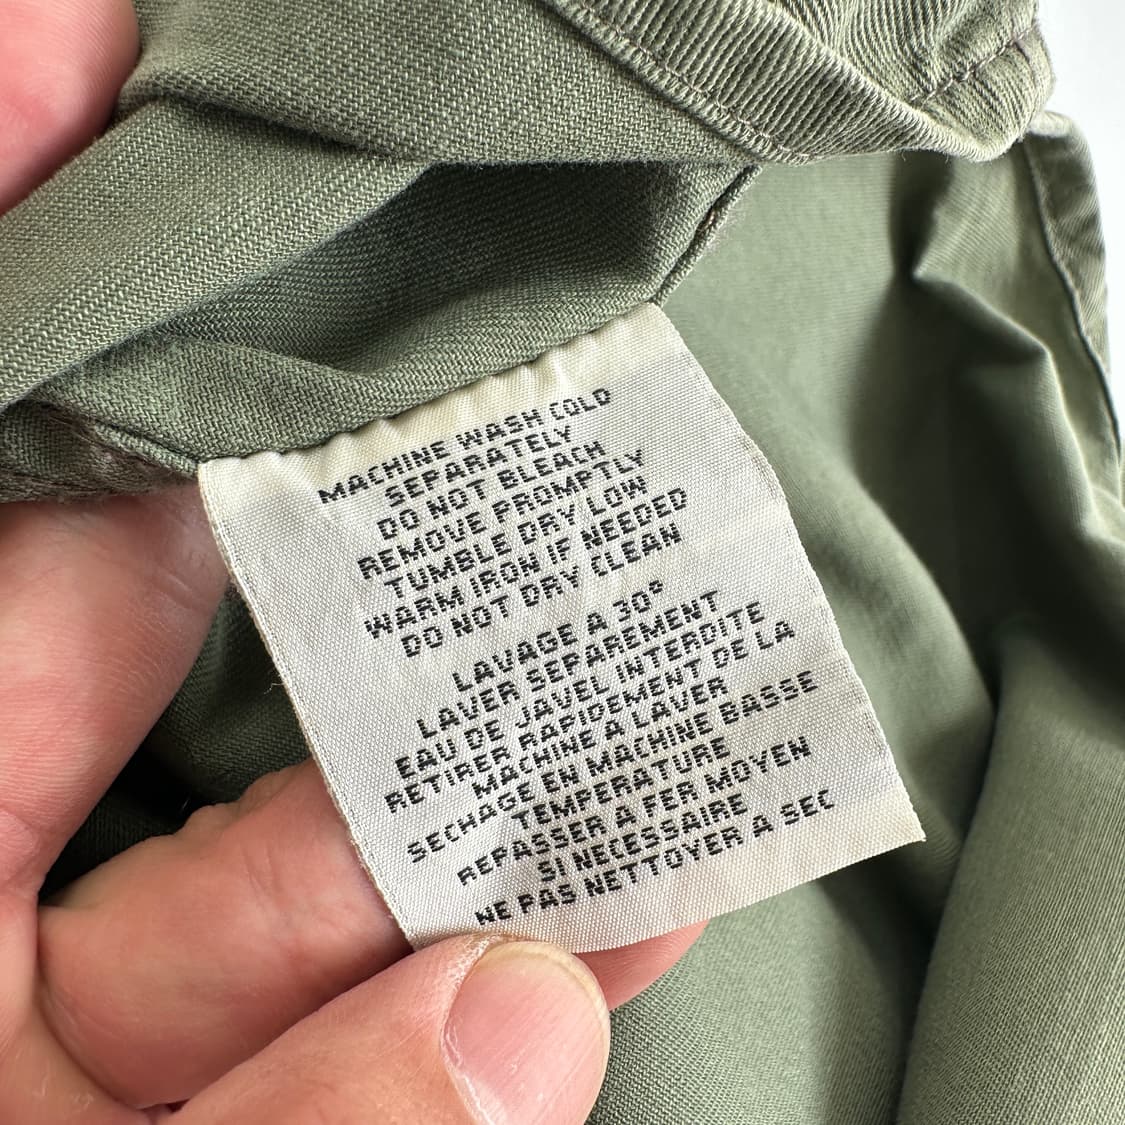 MACHINE WASH COLD
SEPARATELY
DO NOT BLEACH
REMOVE PROMPTLY
TUMBLE DRY LOW
WARM IRON IF NEEDED
DO NOT DRY CLEAN
LAVAGE A 30°
LAVER SEPAREMENT
EAU DE JAVEL INTERDITE
RETIRER RAPIDEMENT DE LA
MACHINE A LAVER
SECHAGE EN MACHINE BASSE
TEMPERATURE
REPASSER A FER MOYEN
SI NECESSAIRE
NE PAS NETTOYER A SEC